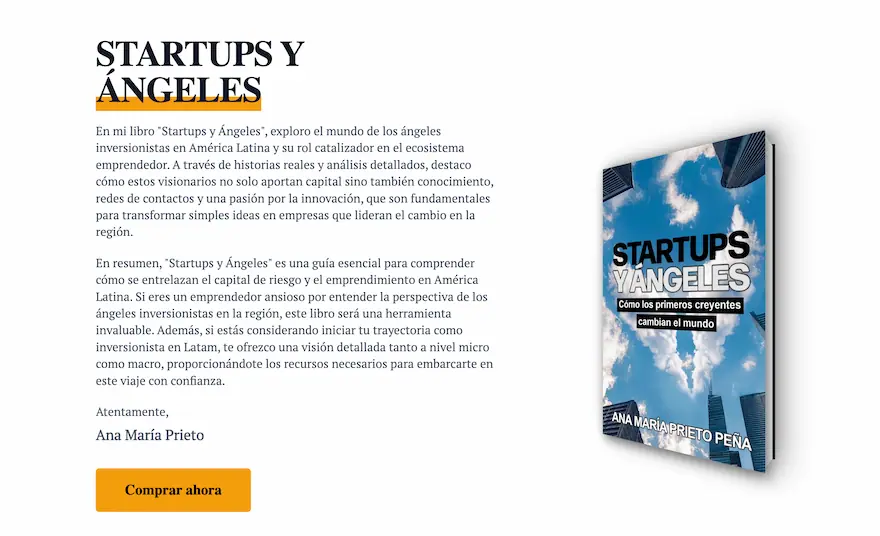 STARTUPS Y
ÁNGELES
En mi libro "Startups y Ángeles", exploro el mundo de los ángeles
inversionistas en América Latina y su rol catalizador en el ecosistema
emprendedor. A través de historias reales y análisis detallados, destaco
cómo estos visionarios no solo aportan capital sino también conocimiento,
redes de contactos y una pasión por la innovación, que son fundamentales
para transformar simples ideas en empresas que lideran el cambio en la
región.
En resumen, "Startups y Ángeles" es una guía esencial para comprender
cómo se entrelazan el capital de riesgo y el emprendimiento en América
Latina. Si eres un emprendedor ansioso por entender la perspectiva de los
ángeles inversionistas en la región, este libro será una herramienta
invaluable. Además, si estás considerando iniciar tu trayectoria como
inversionista en Latam, te ofrezco una visión detallada tanto a nivel micro
como macro, proporcionándote los recursos necesarios para embarcarte en
este viaje con confianza.
Atentamente,
Ana María Prieto
Comprar ahora
STARTUPS
Y ÁNGELES
Cómo los primeros creyentes
cambian el mundo
ANA MARÍA PRIETO PEÑA